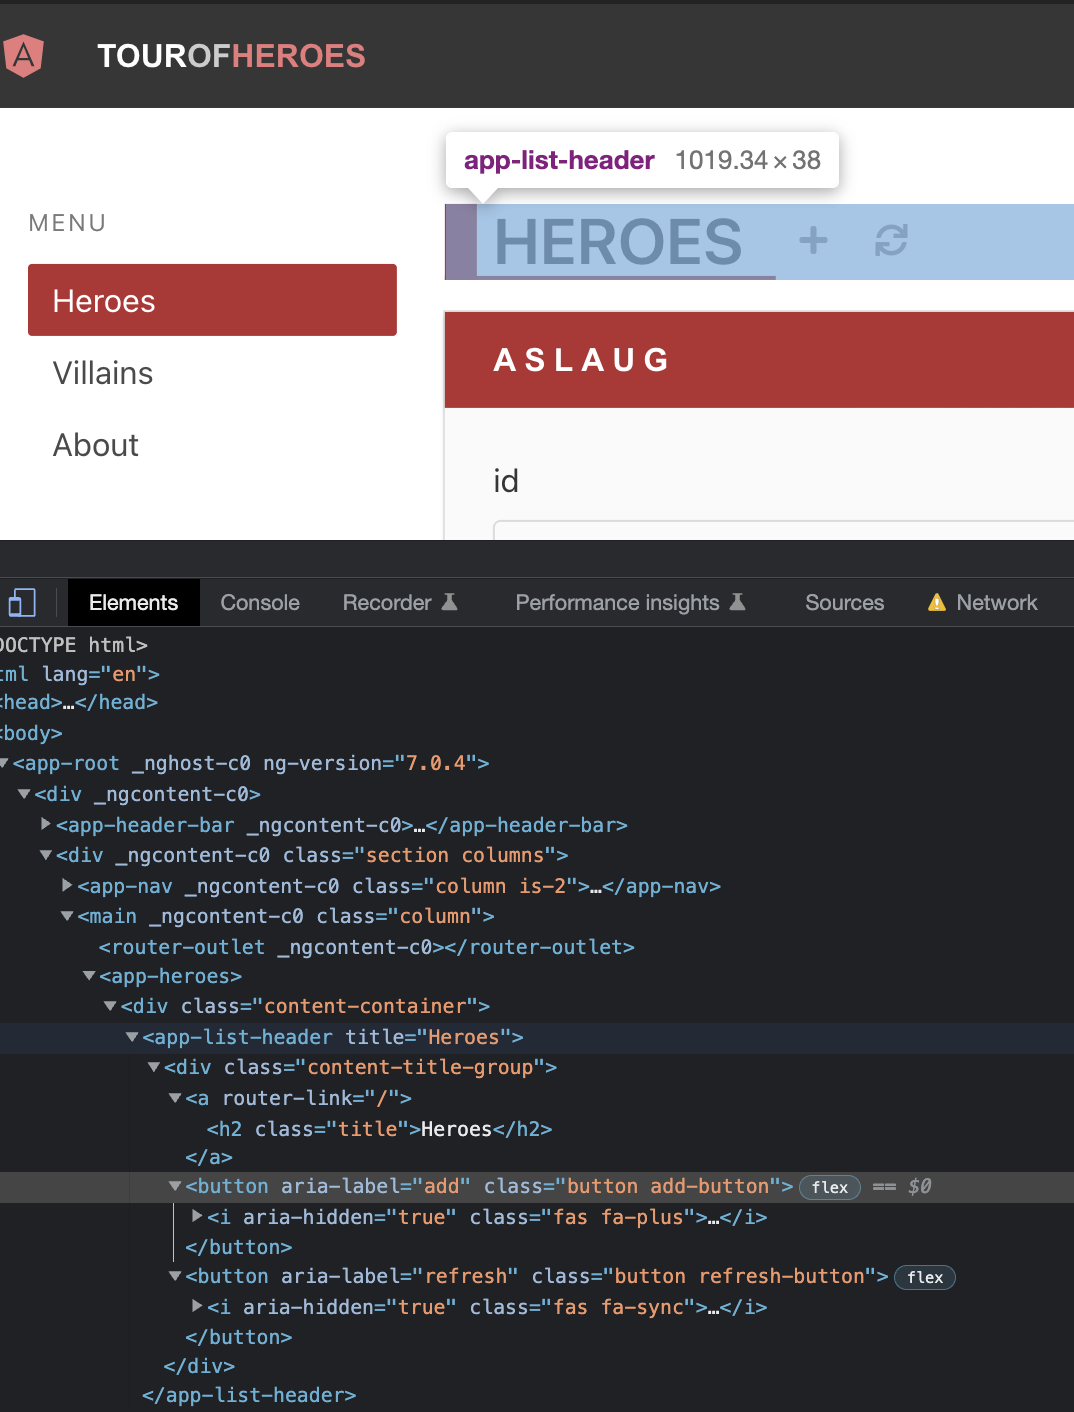 TOUROFHEROES
app-list-header 1019.34 × 38
MENU
HEROES
Heroes
ASLAUG
Villains
About
id
Elements Console Recorder Performance insights Sources Network
DOCTYPE html>
tml lang="en">
<head>…</head>
<body>
<app-root _nghost-c0 ng-version="7.0.4">
<div _ngcontent-c0>
<app-header-bar _ngcontent-c0>…</app-header-bar>
<div _ngcontent-c0 class="section columns">
<app-nav _ngcontent-c0 class="column is-2">…</app-nav>
<main _ngcontent-c0 class="column">
<router-outlet _ngcontent-c0></router-outlet>
<app-heroes>
<div class="content-container">
<app-list-header title="Heroes">
<div class="content-title-group">
<a router-link="/">
<h2 class="title">Heroes</h2>
</a>
<button aria-label="add" class="button add-button"> flex == $0
<i aria-hidden="true" class="fas fa-plus">…</i>
</button>
<button aria-label="refresh" class="button refresh-button"> flex
<i aria-hidden="true" class="fas fa-sync">…</i>
</button>
</div>
</app-list-header>